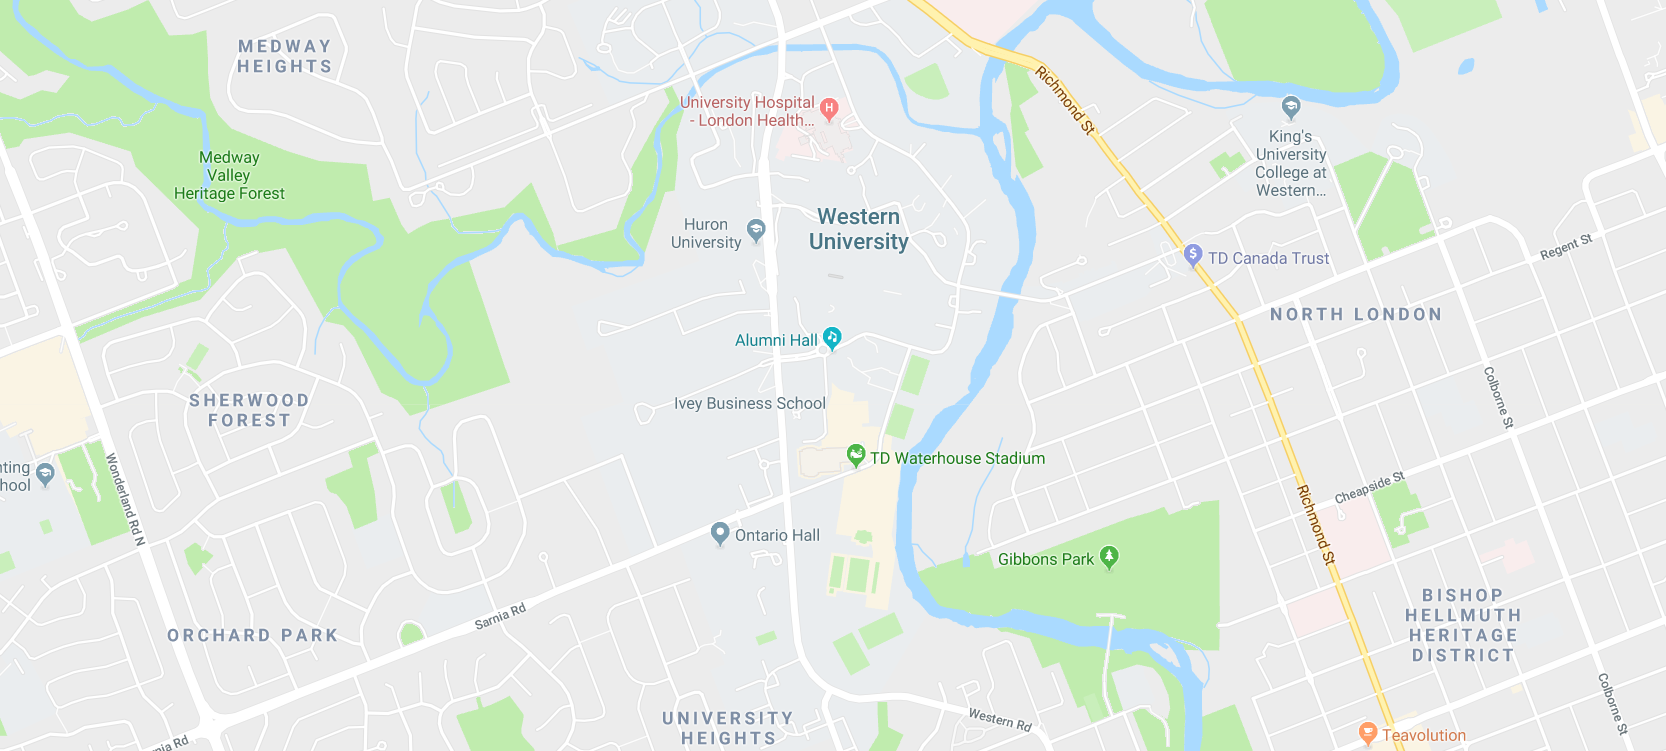 MEDWAY
HEIGHTS
Richmond St
University Hospital
- London Health...
H
King's
University
College at
Western...
Medway
Valley
Heritage Forest
Huron
University
Western
University
Regent St
$
TD Canada Trust
NORTH LONDON
Alumni Hall
SHERWOOD
FOREST
Ivey Business School
Colborne St
nting
hool
Wonderland Rd N
TD Waterhouse Stadium
Cheapside St
Richmond St
Ontario Hall
Gibbons Park
Sarnia Rd
BISHOP
HELLMUTH
HERITAGE
DISTRICT
ORCHARD PARK
Colborne St
UNIVERSITY
HEIGHTS
Western Rd
nia Rd
Teavolution